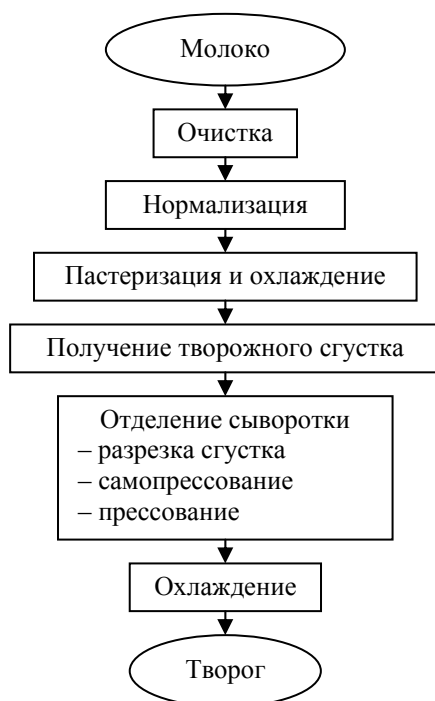 Молоко
Очистка
Нормализация
Пастеризация и охлаждение
Получение творожного сгустка
Отделение сыворотки
– разрезка сгустка
– самопрессование
– прессование
Охлаждение
Творог